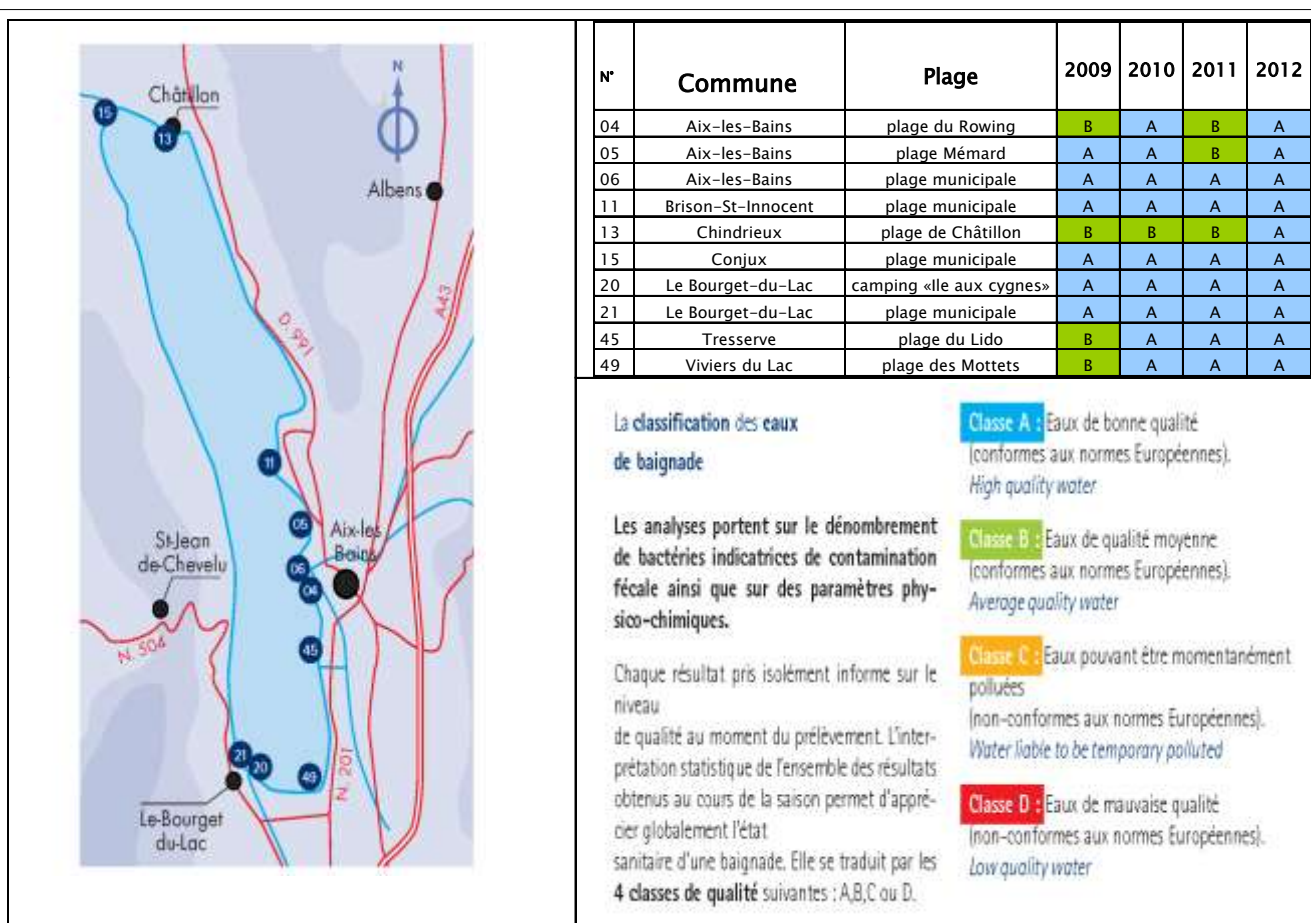 N
Châtillon
15
13
Albens
A43
D. 991
11
05
Aix-les
Bains
06
04
St-Jean
de-Chevelu
N. 504
45
21
20
49
N. 201
Le-Bourget
du-Lac
N° Commune Plage 2009 2010 2011 2012
04 Aix-les-Bains plage du Rowing B A B A
05 Aix-les-Bains plage Mémard A A B A
06 Aix-les-Bains plage municipale A A A A
11 Brison-St-Innocent plage municipale A A A A
13 Chindrieux plage de Châtillon B B B A
15 Conjux plage municipale A A A A
20 Le Bourget-du-Lac camping «Ile aux cygnes» A A A A
21 Le Bourget-du-Lac plage municipale A A A A
45 Tresserve plage du Lido B A A A
49 Viviers du Lac plage des Mottets B A A A
La classification des eaux
de baignade
Les analyses portent sur le dénombrement
de bactéries indicatrices de contamination
fécale ainsi que sur des paramètres phy-
sico-chimiques.
Chaque résultat pris isolément informe sur le
niveau
de qualité au moment du prélèvement. L'inter-
prétation statistique de l'ensemble des résultats
obtenus au cours de la saison permet d'appré-
cier globalement l'état
sanitaire d'une baignade. Elle se traduit par les
4 classes de qualité suivantes : A,B,C ou D.
Classe A : Eaux de bonne qualité
(conformes aux normes Européennes).
High quality water
Classe B : Eaux de qualité moyenne
(conformes aux normes Européennes).
Average quality water
Classe C : Eaux pouvant être momentanément
polluées
(non-conformes aux normes Européennes).
Water liable to be temporary polluted
Classe D : Eaux de mauvaise qualité
(non-conformes aux normes Européennes).
Low quality water